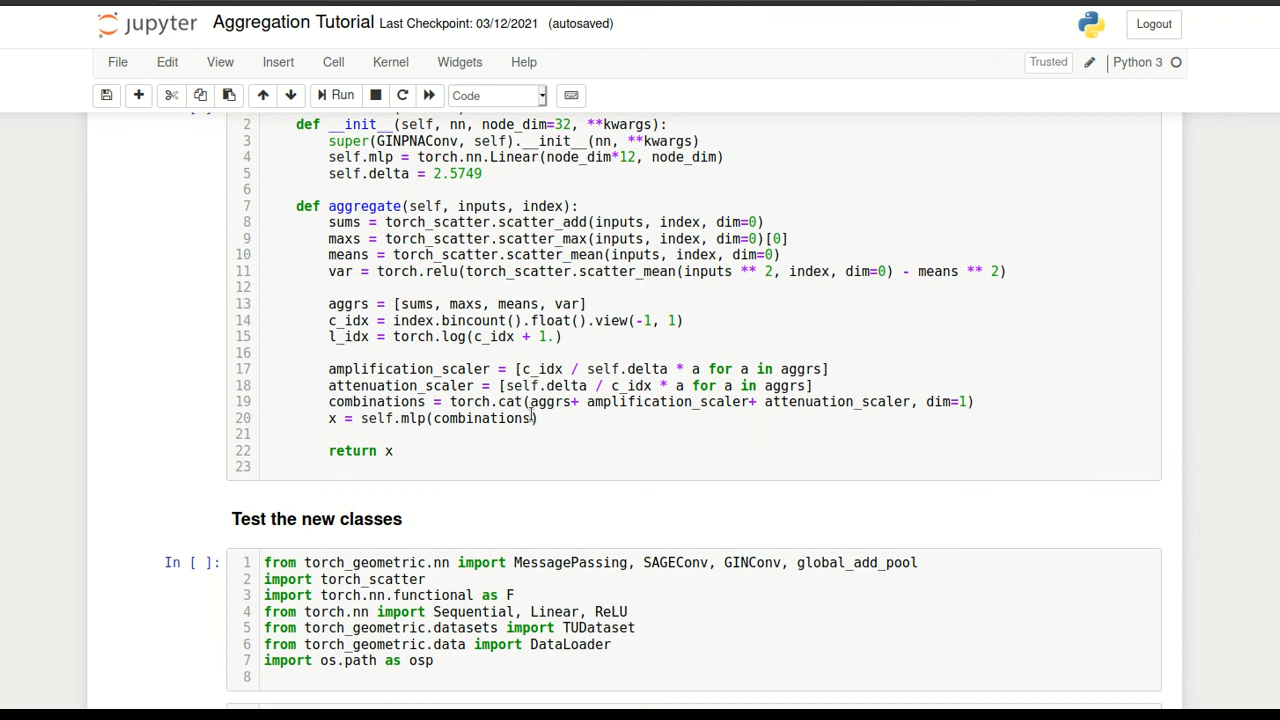 jupyter Aggregation Tutorial Last Checkpoint: 03/12/2021 (autosaved) Logout
File Edit View Insert Cell Kernel Widgets Help Trusted Python 3
Run Code
2 def __init__(self, nn, node_dim=32, **kwargs):
3 super(GINPNAConv, self).__init__(nn, **kwargs)
4 self.mlp = torch.nn.Linear(node_dim*12, node_dim)
5 self.delta = 2.5749
6
7 def aggregate(self, inputs, index):
8 sums = torch_scatter.scatter_add(inputs, index, dim=0)
9 maxs = torch_scatter.scatter_max(inputs, index, dim=0)[0]
10 means = torch_scatter.scatter_mean(inputs, index, dim=0)
11 var = torch.relu(torch_scatter.scatter_mean(inputs ** 2, index, dim=0) - means ** 2)
12
13 aggrs = [sums, maxs, means, var]
14 c_idx = index.bincount().float().view(-1, 1)
15 l_idx = torch.log(c_idx + 1.)
16
17 amplification_scaler = [c_idx / self.delta * a for a in aggrs]
18 attenuation_scaler = [self.delta / c_idx * a for a in aggrs]
19 combinations = torch.cat(aggrs+ amplification_scaler+ attenuation_scaler, dim=1)
20 x = self.mlp(combinations)
21
22 return x
23
Test the new classes
In [ ]: 1 from torch_geometric.nn import MessagePassing, SAGEConv, GINConv, global_add_pool
2 import torch_scatter
3 import torch.nn.functional as F
4 from torch.nn import Sequential, Linear, ReLU
5 from torch_geometric.datasets import TUDataset
6 from torch_geometric.data import DataLoader
7 import os.path as osp
8